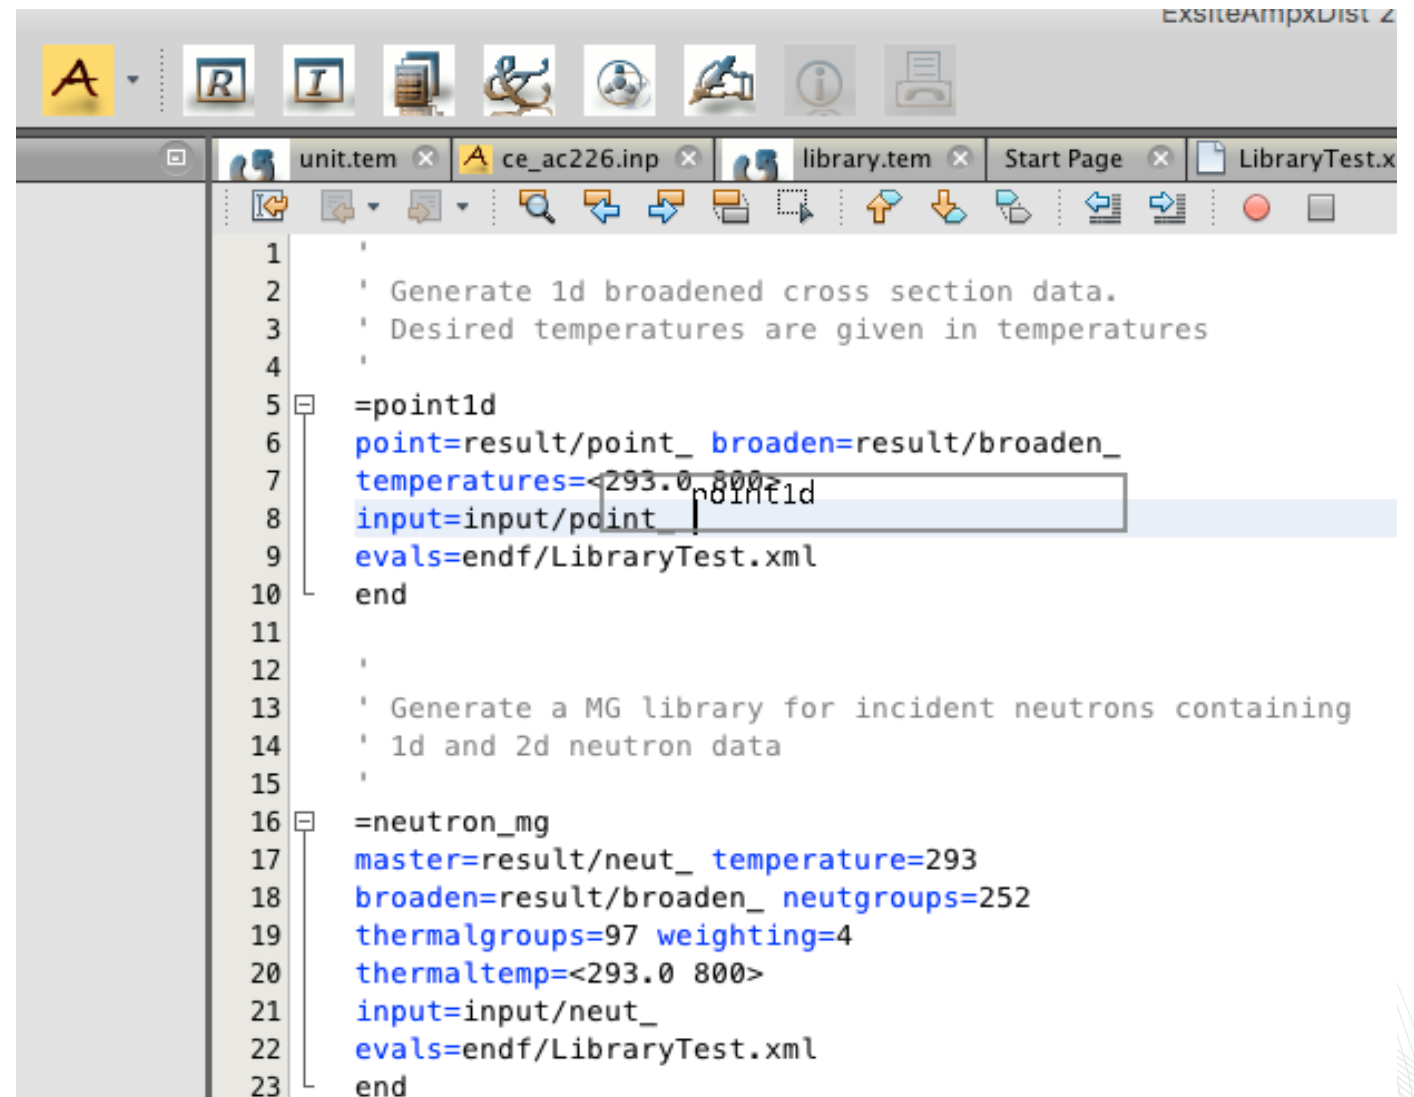 ExsiteAmpxDist 2
A R I
unit.tem ce_ac226.inp library.tem Start Page LibraryTest.x
1 '
2 ' Generate 1d broadened cross section data.
3 ' Desired temperatures are given in temperatures
4 '
5 =point1d
6 point=result/point_ broaden=result/broaden_
7 temperatures=<293.0 800>
point1d
8 input=input/point_
9 evals=endf/LibraryTest.xml
10 end
11
12 '
13 ' Generate a MG library for incident neutrons containing
14 ' 1d and 2d neutron data
15 '
16 =neutron_mg
17 master=result/neut_ temperature=293
18 broaden=result/broaden_ neutgroups=252
19 thermalgroups=97 weighting=4
20 thermaltemp=<293.0 800>
21 input=input/neut_
22 evals=endf/LibraryTest.xml
23 end